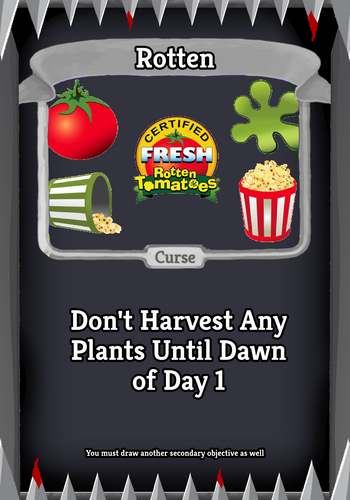 Rotten
CERTIFIED
FRESH
Rotten
Tomatoes
Curse
Don't Harvest Any
Plants Until Dawn
of Day 1
You must draw another secondary objective as well